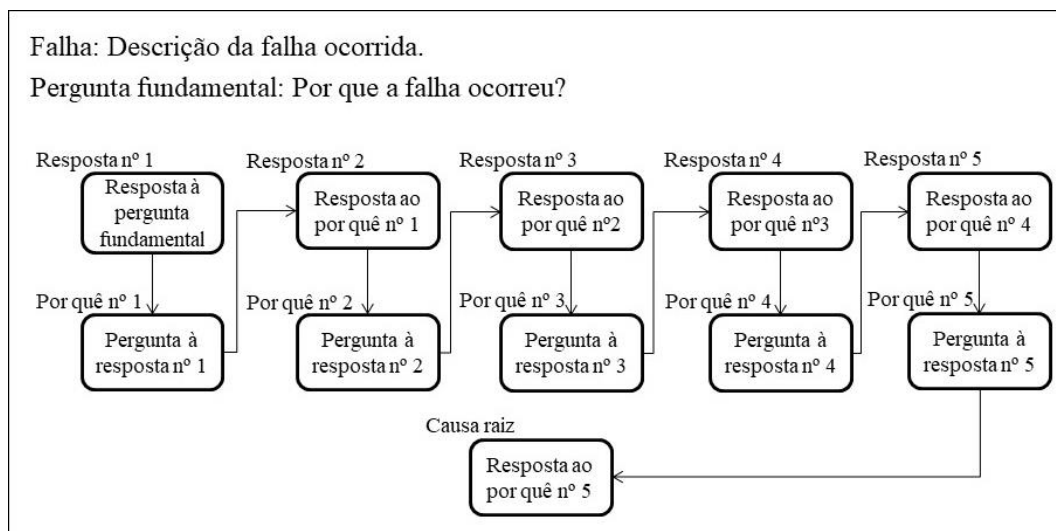 Falha: Descrição da falha ocorrida.
Pergunta fundamental: Por que a falha ocorreu?
Resposta nº 1
Resposta à
pergunta
fundamental
Por quê nº 1
Pergunta à
resposta nº 1
Resposta nº 2
Resposta ao
por quê nº 1
Por quê nº 2
Pergunta à
resposta nº 2
Resposta nº 3
Resposta ao
por quê nº2
Por quê nº 3
Pergunta à
resposta nº 3
Resposta nº 4
Resposta ao
por quê nº3
Por quê nº 4
Pergunta à
resposta nº 4
Resposta nº 5
Resposta ao
por quê nº 4
Por quê nº 5
Pergunta à
resposta nº 5
Causa raiz
Resposta ao
por quê nº 5